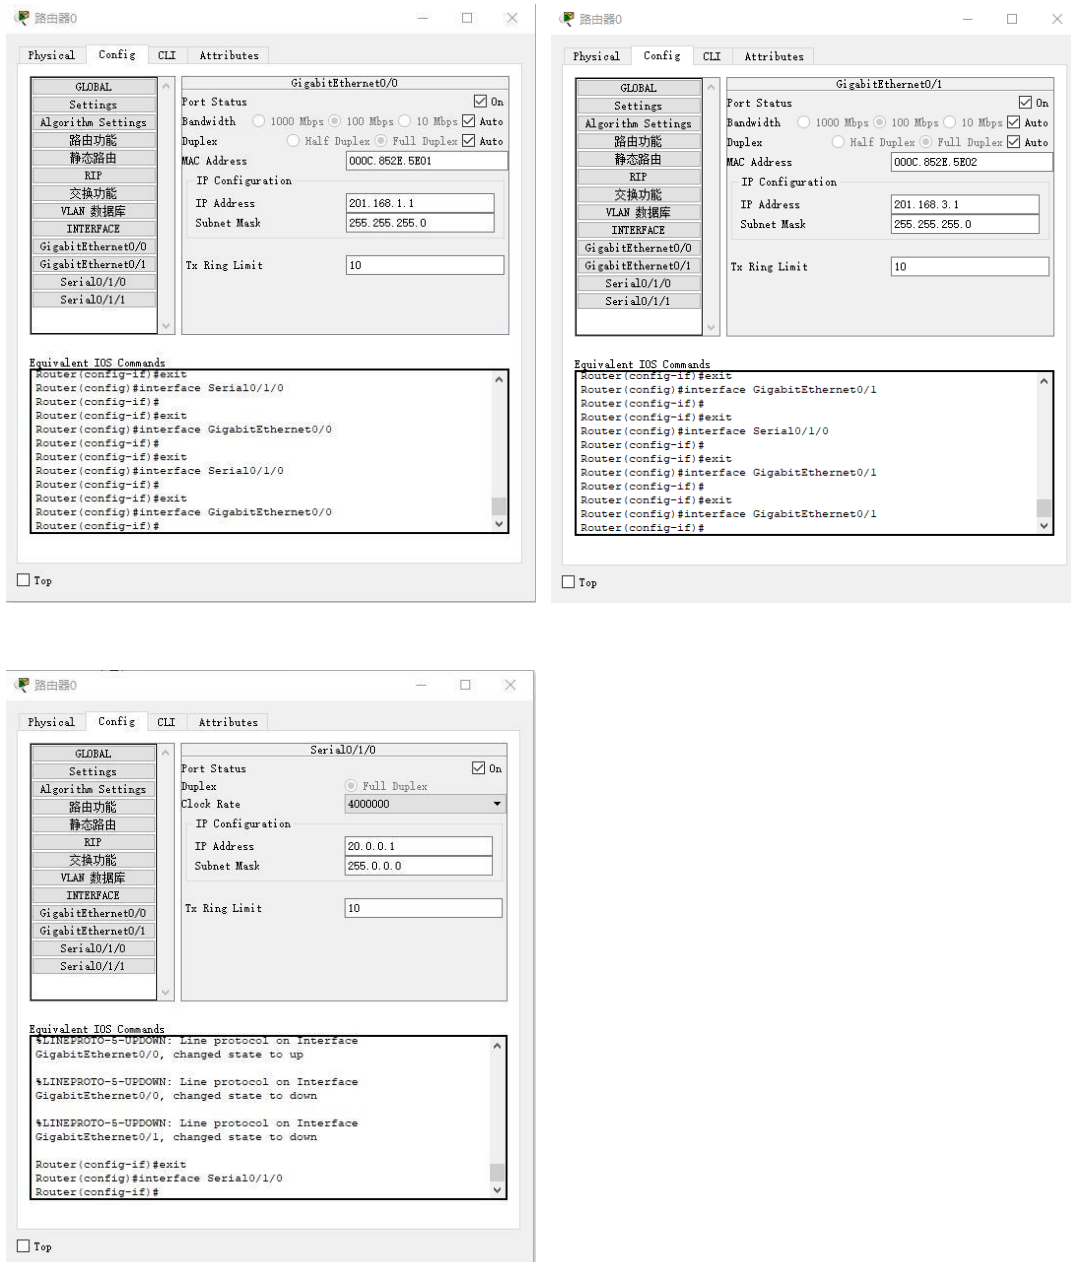 路由器0
Physical Config CLI Attributes
GLOBAL
Settings
Algorithm Settings
路由功能
静态路由
RIP
交换功能
VLAN 数据库
INTERFACE
GigabitEthernet0/0
GigabitEthernet0/1
Serial0/1/0
Serial0/1/1
GigabitEthernet0/0
Port Status On
Bandwidth 1000 Mbps 100 Mbps 10 Mbps Auto
Duplex Half Duplex Full Duplex Auto
MAC Address 000C.852E.5E01
IP Configuration
IP Address 201.168.1.1
Subnet Mask 255.255.255.0
Tx Ring Limit 10
Equivalent IOS Commands
Router(config-if)#exit
Router(config)#interface Serial0/1/0
Router(config-if)#
Router(config-if)#exit
Router(config)#interface GigabitEthernet0/0
Router(config-if)#
Router(config-if)#exit
Router(config)#interface Serial0/1/0
Router(config-if)#
Router(config-if)#exit
Router(config)#interface GigabitEthernet0/0
Router(config-if)#
Top
路由器0
Physical Config CLI Attributes
GLOBAL
Settings
Algorithm Settings
路由功能
静态路由
RIP
交换功能
VLAN 数据库
INTERFACE
GigabitEthernet0/0
GigabitEthernet0/1
Serial0/1/0
Serial0/1/1
GigabitEthernet0/1
Port Status On
Bandwidth 1000 Mbps 100 Mbps 10 Mbps Auto
Duplex Half Duplex Full Duplex Auto
MAC Address 000C.852E.5E02
IP Configuration
IP Address 201.168.3.1
Subnet Mask 255.255.255.0
Tx Ring Limit 10
Equivalent IOS Commands
Router(config-if)#exit
Router(config)#interface GigabitEthernet0/1
Router(config-if)#
Router(config-if)#exit
Router(config)#interface Serial0/1/0
Router(config-if)#
Router(config-if)#exit
Router(config)#interface GigabitEthernet0/1
Router(config-if)#
Router(config-if)#exit
Router(config)#interface GigabitEthernet0/1
Router(config-if)#
Top
路由器0
Physical Config CLI Attributes
GLOBAL
Settings
Algorithm Settings
路由功能
静态路由
RIP
交换功能
VLAN 数据库
INTERFACE
GigabitEthernet0/0
GigabitEthernet0/1
Serial0/1/0
Serial0/1/1
Serial0/1/0
Port Status On
Duplex Full Duplex
Clock Rate 4000000
IP Configuration
IP Address 20.0.0.1
Subnet Mask 255.0.0.0
Tx Ring Limit 10
Equivalent IOS Commands
%LINEPROTO-5-UPDOWN: Line protocol on Interface
GigabitEthernet0/0, changed state to up
%LINEPROTO-5-UPDOWN: Line protocol on Interface
GigabitEthernet0/0, changed state to down
%LINEPROTO-5-UPDOWN: Line protocol on Interface
GigabitEthernet0/1, changed state to down
Router(config-if)#exit
Router(config)#interface Serial0/1/0
Router(config-if)#
Top